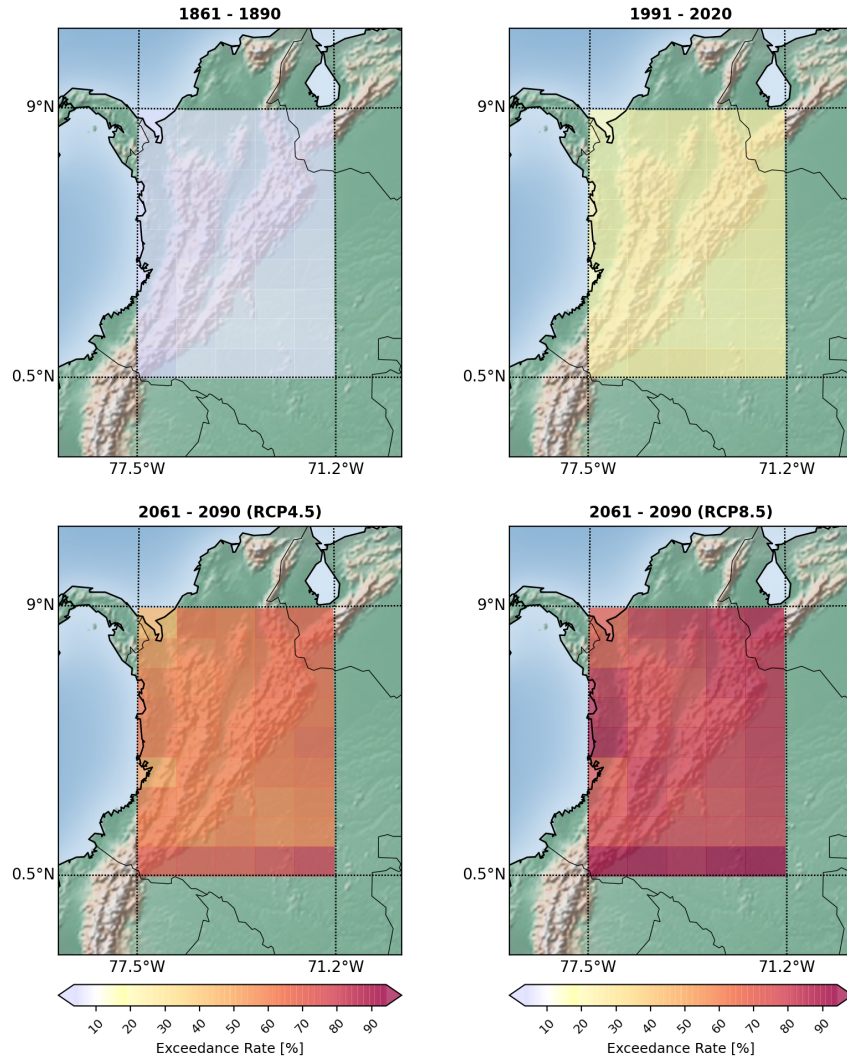 1861 - 1890
1991 - 2020
9°N
9°N
0.5°N
0.5°N
77.5°W
71.2°W
77.5°W
71.2°W
2061 - 2090 (RCP4.5)
2061 - 2090 (RCP8.5)
9°N
9°N
0.5°N
0.5°N
77.5°W
71.2°W
77.5°W
71.2°W
10 20 30 40 50 60 70 80 90
10 20 30 40 50 60 70 80 90
Exceedance Rate [%]
Exceedance Rate [%]